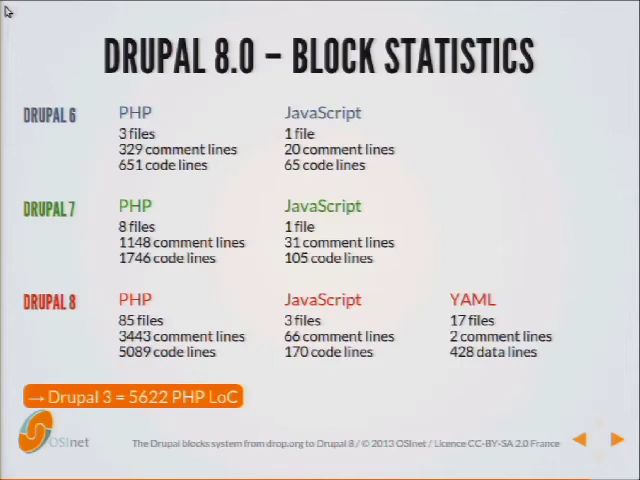 DRUPAL 8.0 – BLOCK STATISTICS
DRUPAL 6
PHP
3 files
329 comment lines
651 code lines
JavaScript
1 file
20 comment lines
65 code lines
DRUPAL 7
PHP
8 files
1148 comment lines
1746 code lines
JavaScript
1 file
31 comment lines
105 code lines
DRUPAL 8
PHP
85 files
3443 comment lines
5089 code lines
JavaScript
3 files
66 comment lines
170 code lines
YAML
17 files
2 comment lines
428 data lines
→ Drupal 3 = 5622 PHP LoC
OSInet
The Drupal blocks system from drop.org to Drupal 8 / © 2013 OSInet / Licence CC-BY-SA 2.0 France